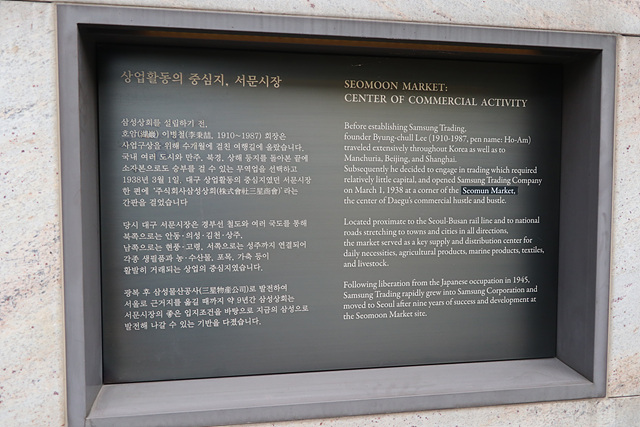 상업활동의 중심지, 서문시장
삼성상회를 설립하기 전,
호암(湖巖) 이병철(李秉喆, 1910~1987) 회장은
사업구상을 위해 수개월에 걸친 여행길에 올랐습니다.
국내 여러 도시와 만주, 북경, 상해 등지를 돌아본 끝에
소자본으로도 승부를 걸 수 있는 무역업을 선택하고
1938년 3월 1일, 대구 상업활동의 중심지였던 서문시장
한 편에 '주식회사삼성상회(株式會社三星商會)'라는
간판을 걸었습니다
당시 대구 서문시장은 경부선 철도와 여러 국도를 통해
북쪽으로는 안동·의성·김천·상주,
남쪽으로는 현풍·고령, 서쪽으로는 성주까지 연결되어
각종 생필품과 농·수산물, 포목, 가축 등이
활발히 거래되는 상업의 중심지였습니다.
광복 후 삼성물산공사(三星物産公司)로 발전하여
서울로 근거지를 옮길 때까지 약 9년간 삼성상회는
서문시장의 좋은 입지조건을 바탕으로 지금의 삼성으로
발전해 나갈 수 있는 기반을 다졌습니다.
SEOMOON MARKET:
CENTER OF COMMERCIAL ACTIVITY
Before establishing Samsung Trading,
founder Byung-chull Lee (1910-1987, pen name: Ho-Am)
traveled extensively throughout Korea as well as to
Manchuria, Beijing, and Shanghai.
Subsequently he decided to engage in trading which required
relatively little capital, and opened Samsung Trading Company
on March 1, 1938 at a corner of the Seomun Market,
the center of Daegu's commercial hustle and bustle.
Located proximate to the Seoul-Busan rail line and to national
roads stretching to towns and cities in all directions,
the market served as a key supply and distribution center for
daily necessities, agricultural products, marine products, textiles,
and livestock.
Following liberation from the Japanese occupation in 1945,
Samsung Trading rapidly grew into Samsung Corporation and
moved to Seoul after nine years of success and development at
the Seomoon Market site.